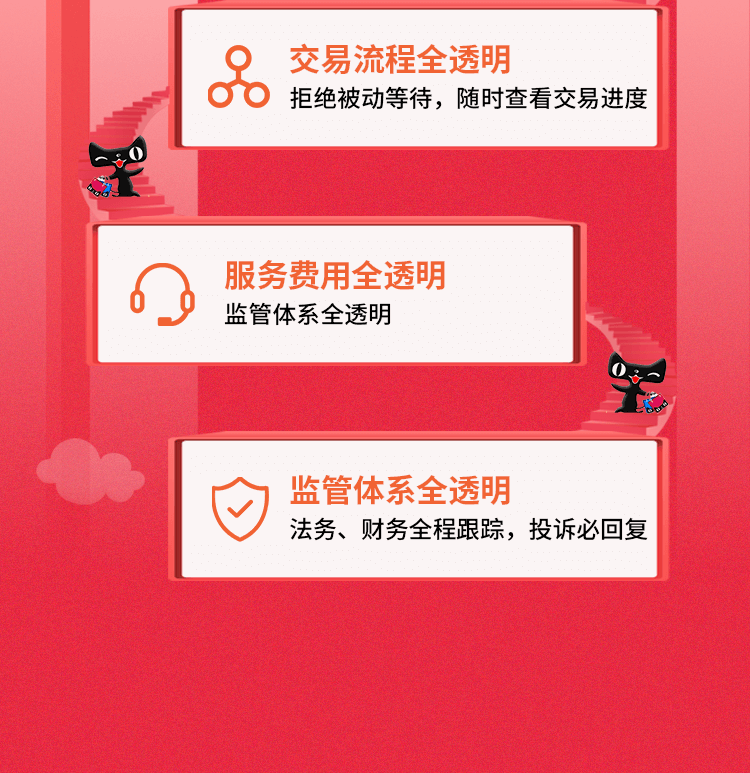 交易流程全透明
拒绝被动等待，随时查看交易进度
服务费用全透明
监管体系全透明
监管体系全透明
法务、财务全程跟踪，投诉必回复